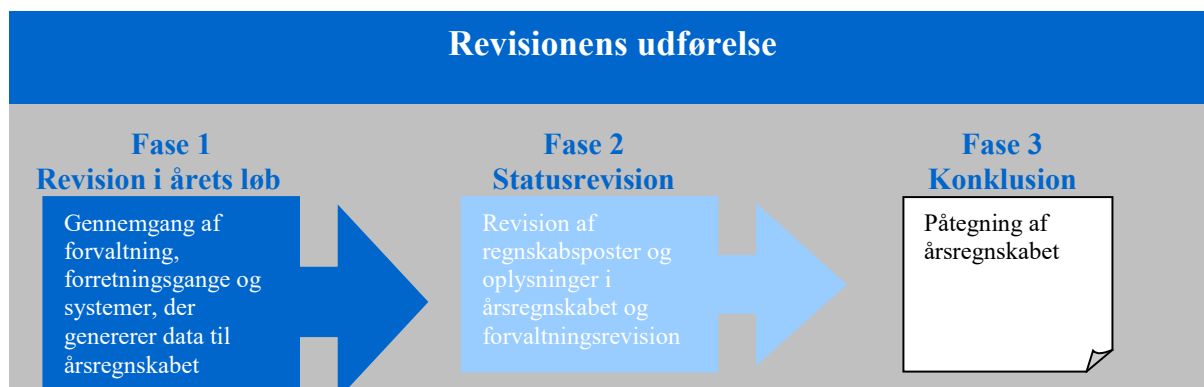 Revisionens udførelse
Fase 1
Revision i årets løb
Gennemgang af
forvaltning,
forretningsgange og
systemer, der
genererer data til
årsregnskabet
Fase 2
Statusrevision
Revision af
regnskabsposter og
oplysninger i
årsregnskabet og
forvaltningsrevision
Fase 3
Konklusion
Påtegning af
årsregnskabet